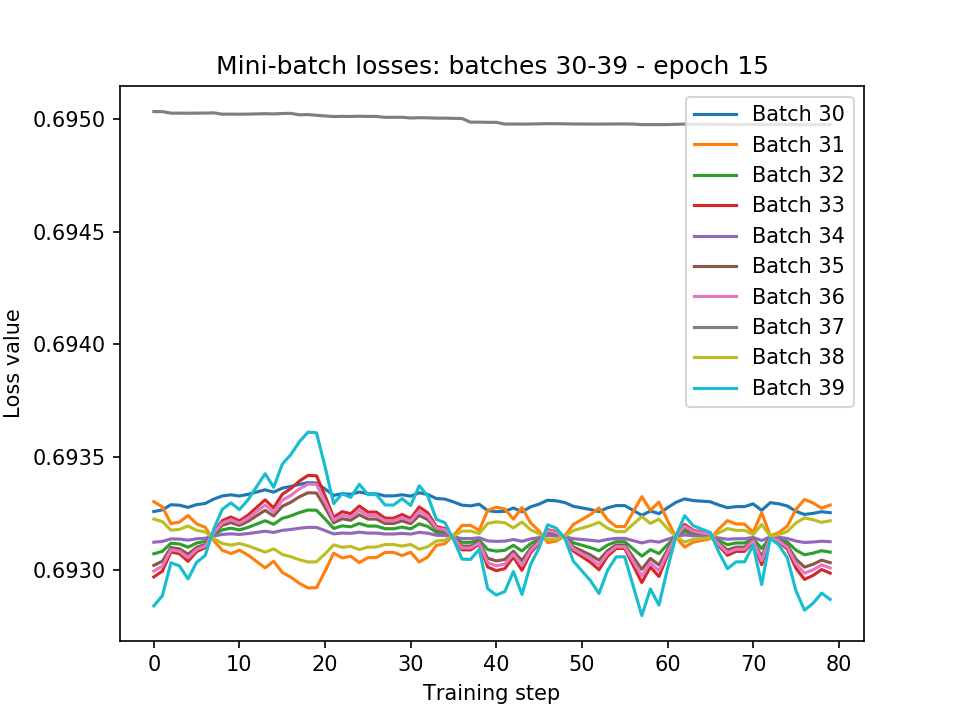 Mini-batch losses: batches 30-39 - epoch 15
Loss value
0.6950
0.6945
0.6940
0.6935
0.6930
Batch 30
Batch 31
Batch 32
Batch 33
Batch 34
Batch 35
Batch 36
Batch 37
Batch 38
Batch 39
0 10 20 30 40 50 60 70 80
Training step